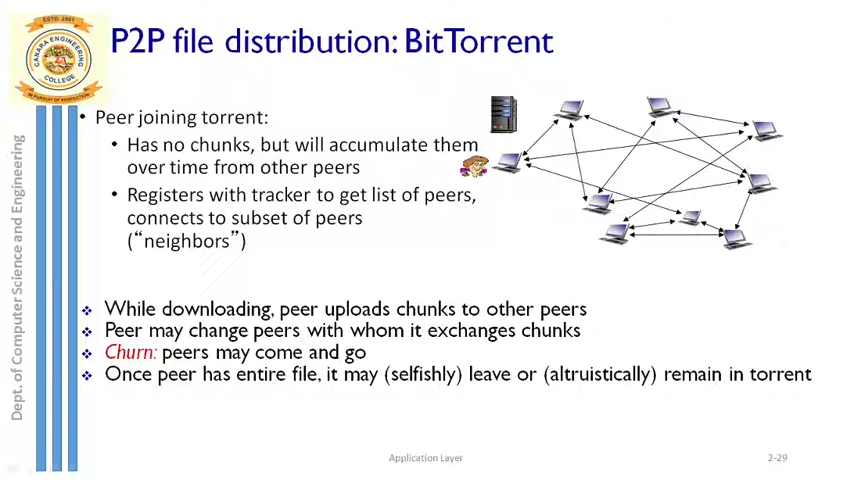 ESTD. 2001
CANARA ENGINEERING
COLLEGE
IN PURSUIT OF PERFECTION
P2P file distribution: BitTorrent
Dept. of Computer Science and Engineering
• Peer joining torrent:
• Has no chunks, but will accumulate them
over time from other peers
• Registers with tracker to get list of peers,
connects to subset of peers
(“neighbors”)
❖ While downloading, peer uploads chunks to other peers
❖ Peer may change peers with whom it exchanges chunks
❖ Churn: peers may come and go
❖ Once peer has entire file, it may (selfishly) leave or (altruistically) remain in torrent
Application Layer
2-29